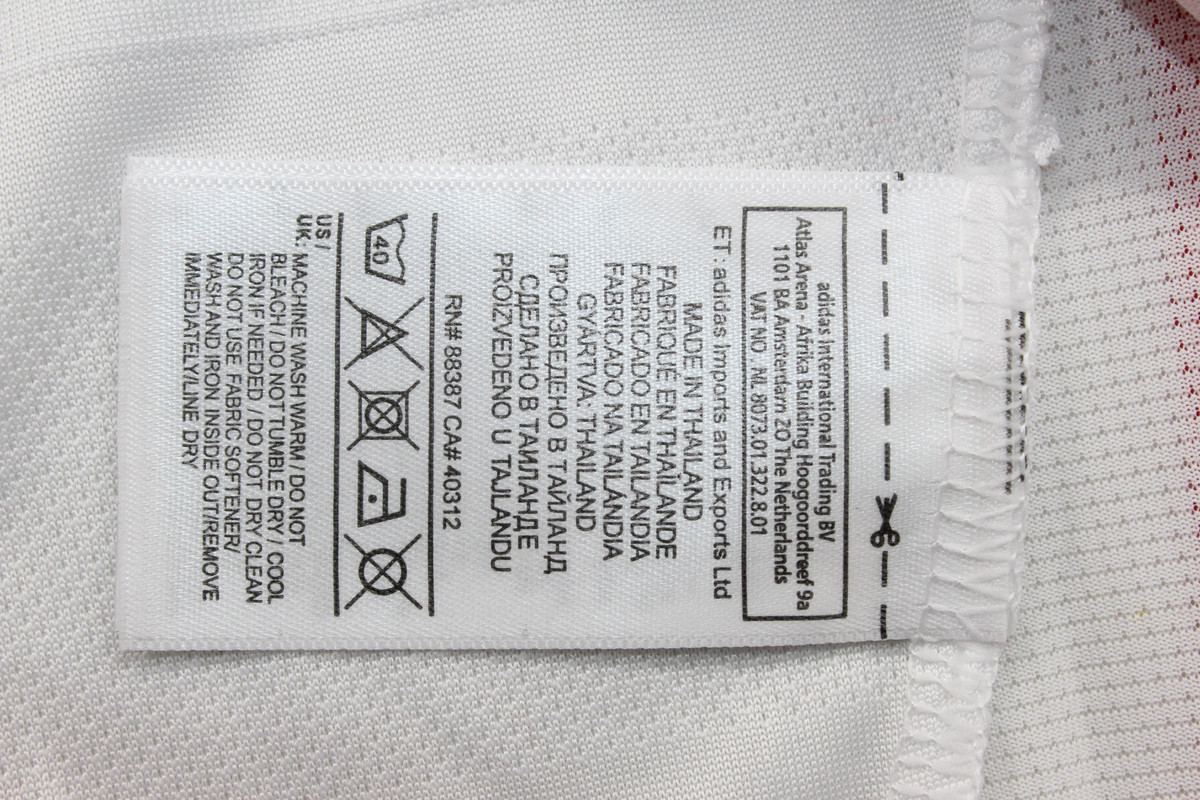 adidas International Trading BV
Atlas Arena - Afrika Building Hoogoorddreef 9a
1101 BA Amsterdam ZO The Netherlands
VAT NO. NL 8073.01.322.8.01
ET : adidas Imports and Exports Ltd
MADE IN THAILAND
FABRIQUÉ EN THAÏLANDE
FABRICADO EN TAILANDIA
FABRICADO NA TAILÂNDIA
GYÁRTVA: THAILAND
ПРОИЗВЕДЕНО В ТАЙЛАНД
СДЕЛАНО В ТАИЛАНДЕ
PROIZVEDENO U TAJLANDU
RN# 88387 CA# 40312
40
US /
UK: MACHINE WASH WARM / DO NOT
BLEACH / DO NOT TUMBLE DRY / COOL
IRON IF NEEDED / DO NOT DRY CLEAN
DO NOT USE FABRIC SOFTENER/
WASH AND IRON INSIDE OUT/REMOVE
IMMEDIATELY/LINE DRY